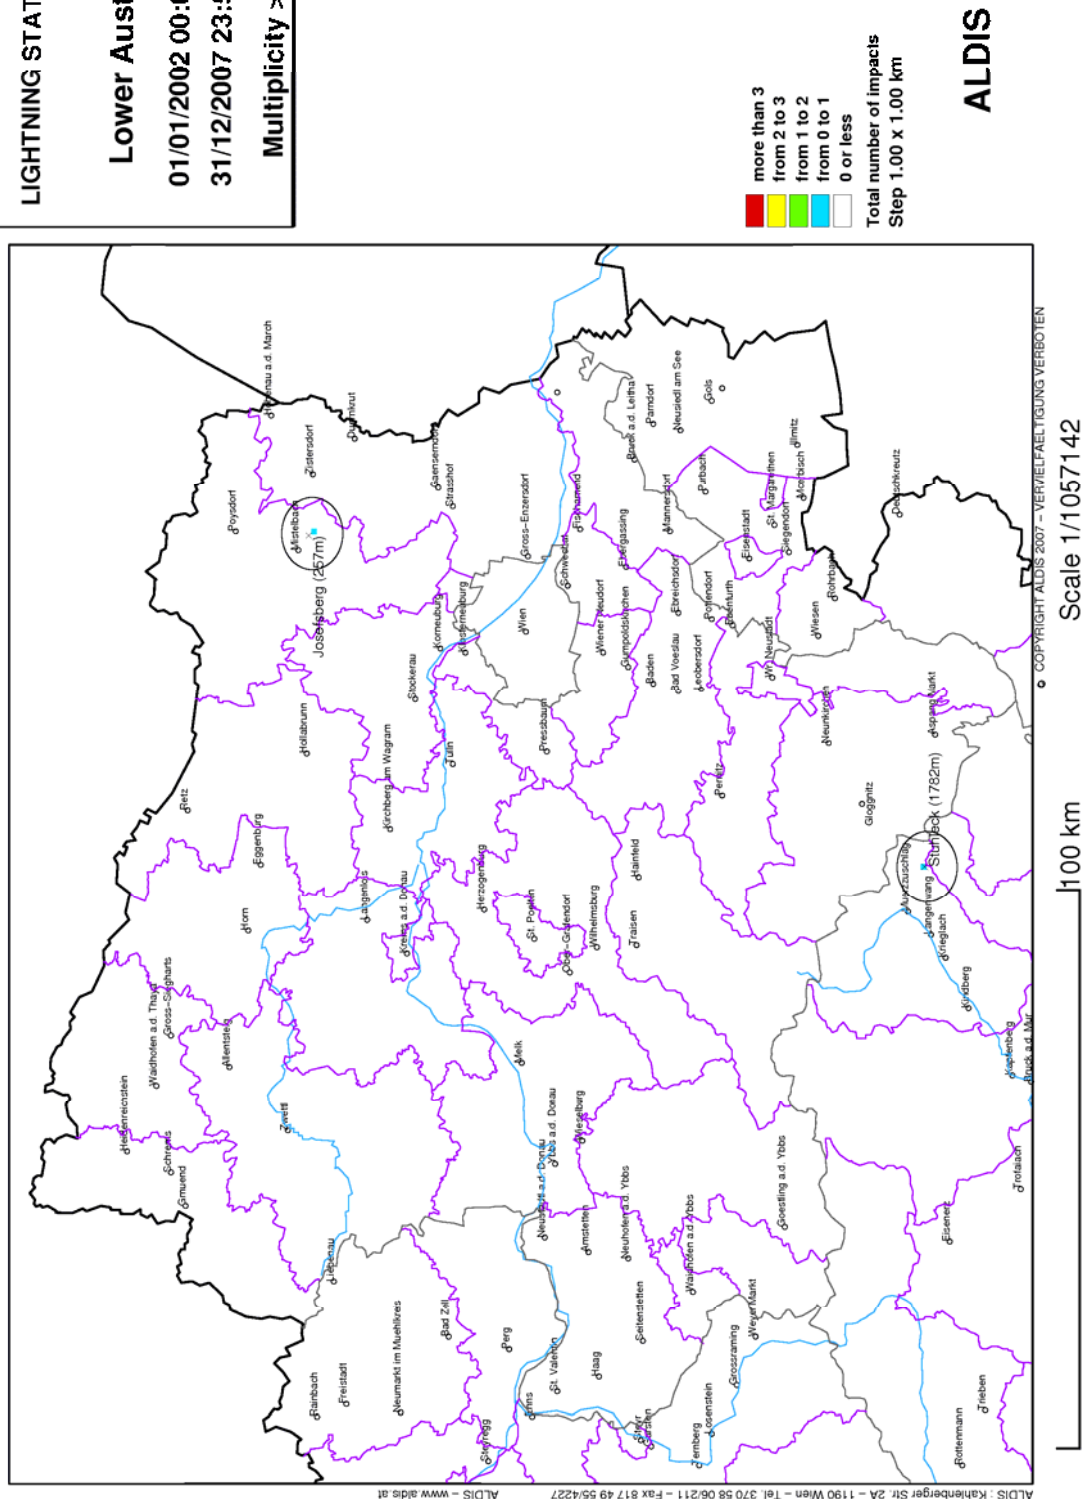 LIGHTNING STAT
Lower Aust
01/01/2002 00:0
31/12/2007 23:5
Multiplicity >
more than 3
from 2 to 3
from 1 to 2
from 0 to 1
0 or less
Total number of impacts
Step 1.00 x 1.00 km
ALDIS
Hohenau a.d. March
Duernkrut
Zistersdorf
Poysdorf
Mistelbach
Josefsberg (257m)
Gaenserndorf
Strasshof
Gross-Enzersdorf
Fischamend
Schwechat
Ebergassing
Bruck a.d. Leitha
Parndorf
Neusiedl am See
Gols
Illmitz
Purbach
St. Margarethen
Moerbisch
Mannersdorf
Eisenstadt
Siegendorf
Deutschkreutz
Rohrbach
Wiesen
Korneuburg
Klosterneuburg
Wien
Wiener Neudorf
Gumpoldskirchen
Ebreichsdorf
Pottendorf
Ebenfurth
Baden
Bad Voeslau
Leobersdorf
Wr. Neustadt
Stockerau
Hollabrunn
Kirchberg am Wagram
Tulln
Pressbaum
Neunkirchen
Aspang Markt
Pernitz
Gloggnitz
Stuhleck (1782m)
Retz
Eggenburg
Horn
Langenlois
Krems a.d. Donau
Herzogenburg
St. Poelten
Ober-Grafendorf
Wilhelmsburg
Traisen
Hainfeld
Muerzzuschlag
Langenwang
Krieglach
Kindberg
Kapfenberg
Bruck a.d. Mur
Gross-Siegharts
Waidhofen a.d. Thaya
Allentsteig
Heidenreichstein
Schrems
Gmuend
Zwettl
Melk
Ybbs a.d. Donau
Wieselburg
Neustadt a.d. Donau
Amstetten
Neuhofen a.d. Ybbs
Waidhofen a.d. Ybbs
Goestling a.d. Ybbs
Trofaiach
Eisenerz
Liebenau
Bad Zell
Perg
Seitenstetten
Weyer Markt
Rainbach
Freistadt
Neumarkt im Muehlkreis
St. Valentin
Haag
Enns
Steyregg
Steyr
Garsten
Grossraming
Losenstein
Ternberg
Trieben
Rottenmann
© COPYRIGHT ALDIS 2007 - VERVIELFAELTIGUNG VERBOTEN
Scale 1/1057142
100 km
ALDIS : Kahlenberger Str. 2A - 1190 Wien - Tel. 370 58 06/211 - Fax 817 49 55/4227
ALDIS - www.aldis.at